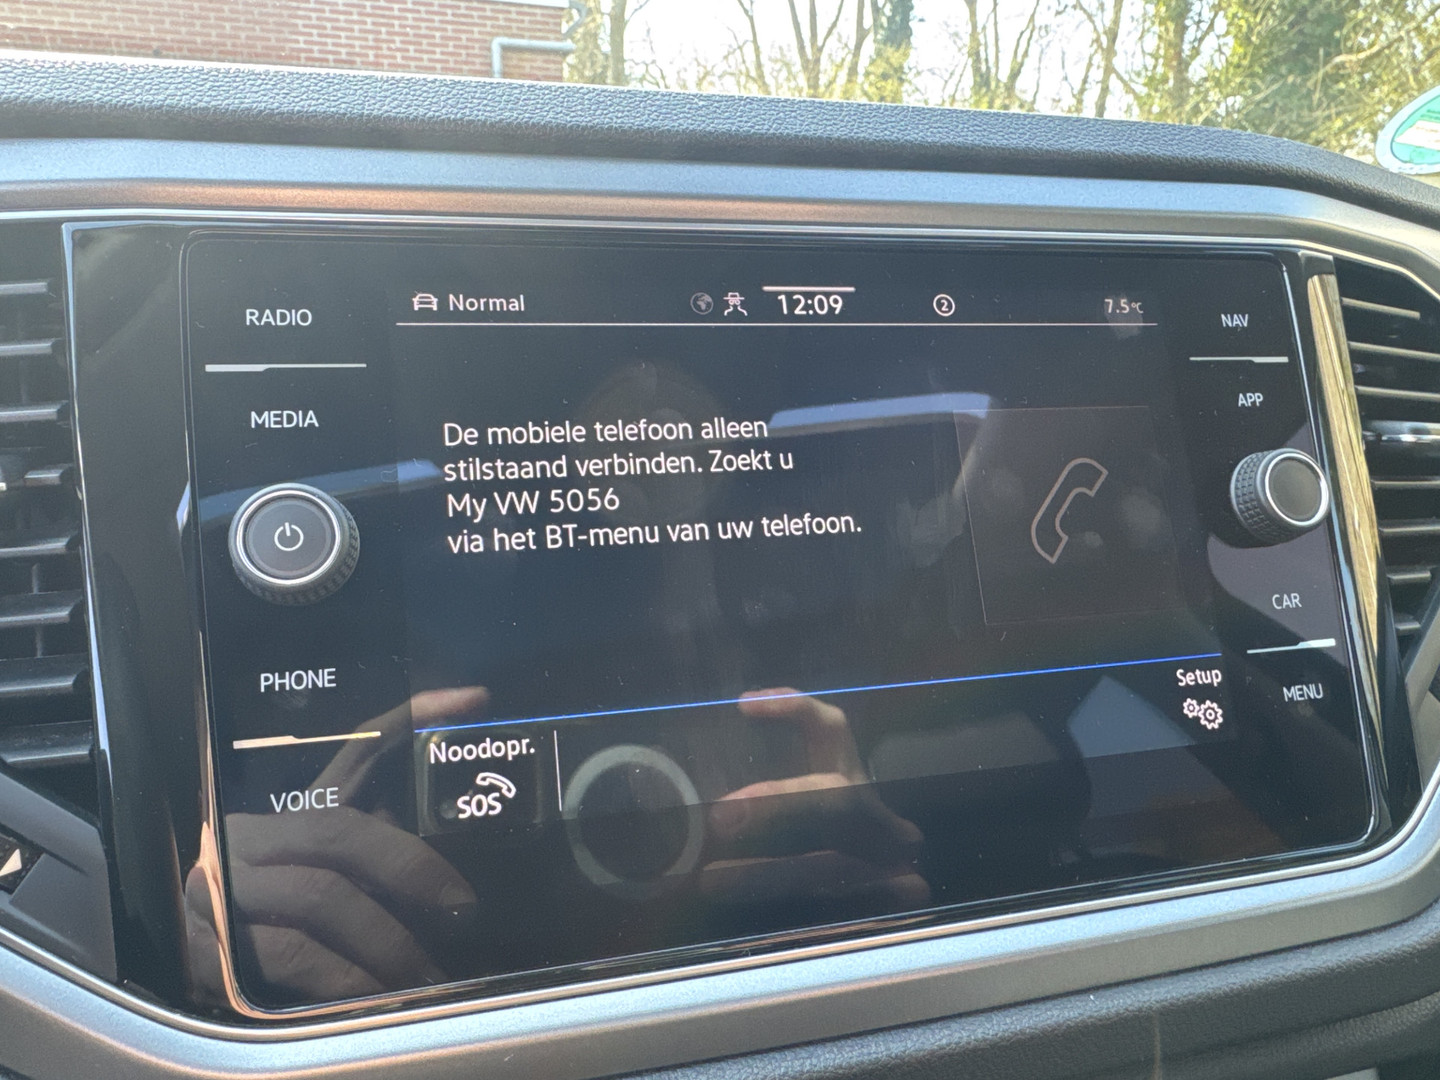 RADIO
MEDIA
PHONE
VOICE
Normal
12:09
2
7.5°C
De mobiele telefoon alleen
stilstaand verbinden. Zoekt u
My VW 5056
via het BT-menu van uw telefoon.
Noodopr.
SOS
Setup
NAV
APP
CAR
MENU